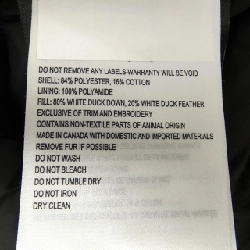 DO NOT REMOVE ANY LABELS-WARRANTY WILL BE VOID
SHELL: 84% POLYESTER, 16% COTTON
LINING: 100% POLYAMIDE
FILL: 80% WHITE DUCK DOWN, 20% WHITE DUCK FEATHER
EXCLUSIVE OF TRIM AND EMBROIDERY
CONTAINS NON-TEXTILE PARTS OF ANIMAL ORIGIN
MADE IN CANADA WITH DOMESTIC AND IMPORTED MATERIALS
REMOVE FUR IF POSSIBLE
DO NOT WASH
DO NOT BLEACH
DO NOT TUMBLE DRY
DO NOT IRON
DRY CLEAN